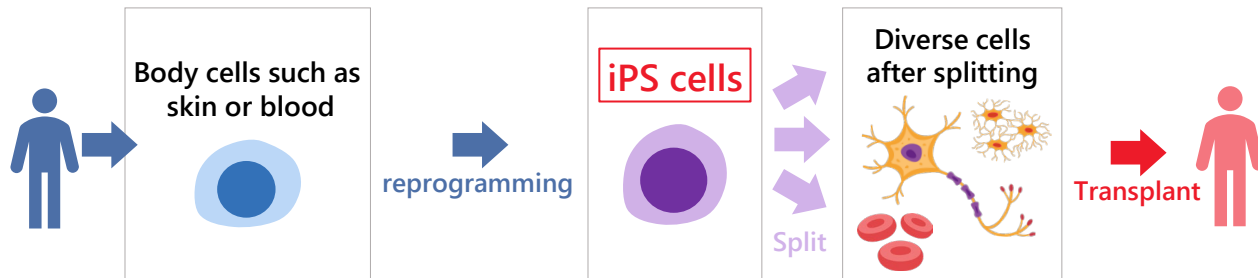 Body cells such as
skin or blood
reprogramming
iPS cells
Split
Diverse cells
after splitting
Transplant